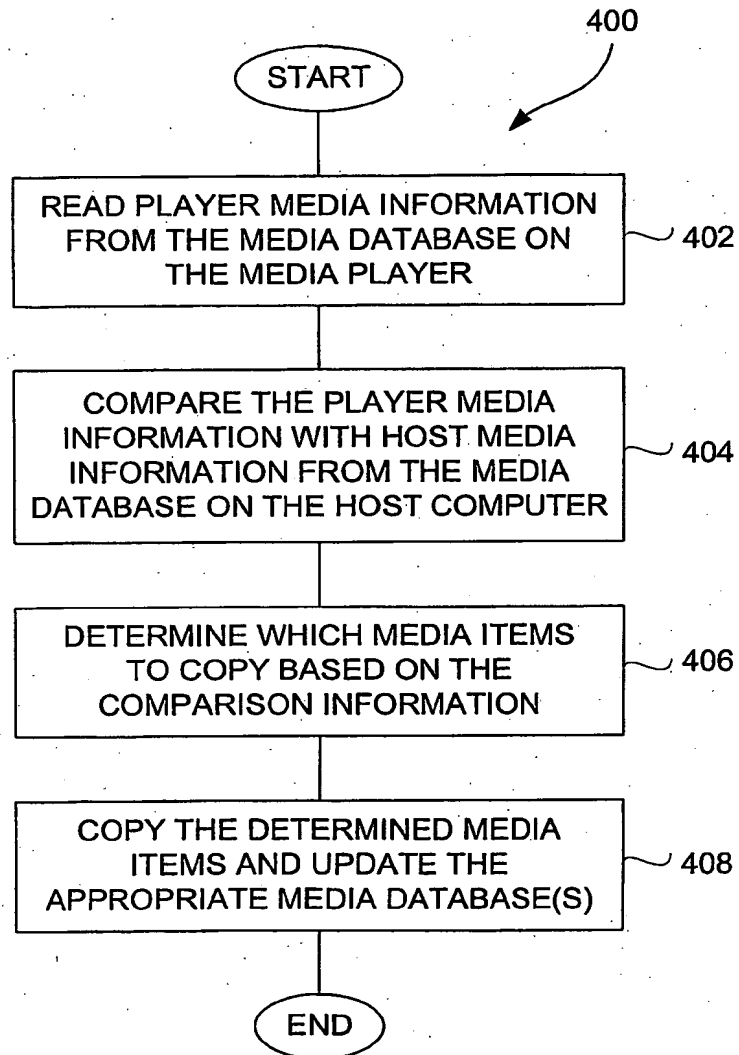 400
START
READ PLAYER MEDIA INFORMATION
FROM THE MEDIA DATABASE ON
THE MEDIA PLAYER
402
COMPARE THE PLAYER MEDIA
INFORMATION WITH HOST MEDIA
INFORMATION FROM THE MEDIA
DATABASE ON THE HOST COMPUTER
404
DETERMINE WHICH MEDIA ITEMS
TO COPY BASED ON THE
COMPARISON INFORMATION
406
COPY THE DETERMINED MEDIA
ITEMS AND UPDATE THE
APPROPRIATE MEDIA DATABASE(S)
408
END